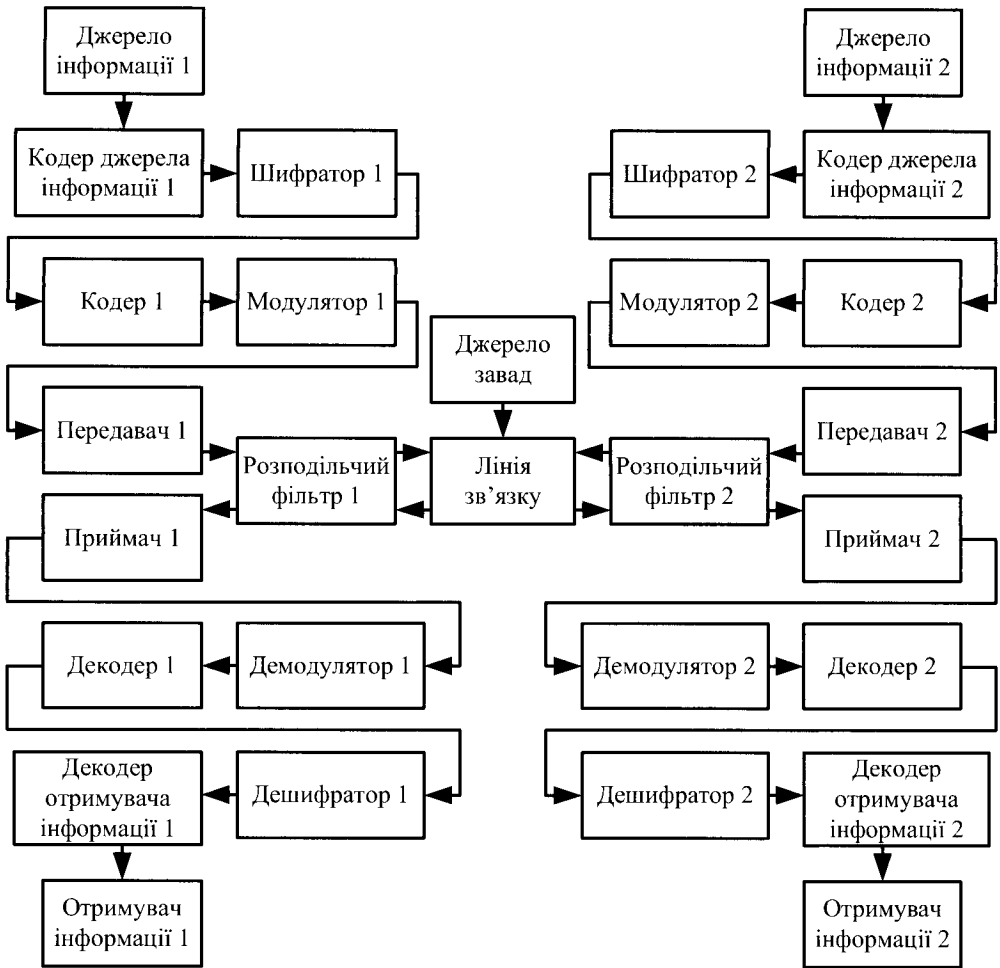 Джерело
інформації 1
Джерело
інформації 2
Кодер джерела
інформації 1
Шифратор 1
Шифратор 2
Кодер джерела
інформації 2
Кодер 1
Модулятор 1
Модулятор 2
Кодер 2
Джерело
завад
Передавач 1
Передавач 2
Розподільчий
фільтр 1
Лінія
зв’язку
Розподільчий
фільтр 2
Приймач 1
Приймач 2
Декодер 1
Демодулятор 1
Демодулятор 2
Декодер 2
Декодер
отримувача
інформації 1
Дешифратор 1
Дешифратор 2
Декодер
отримувача
інформації 2
Отримувач
інформації 1
Отримувач
інформації 2